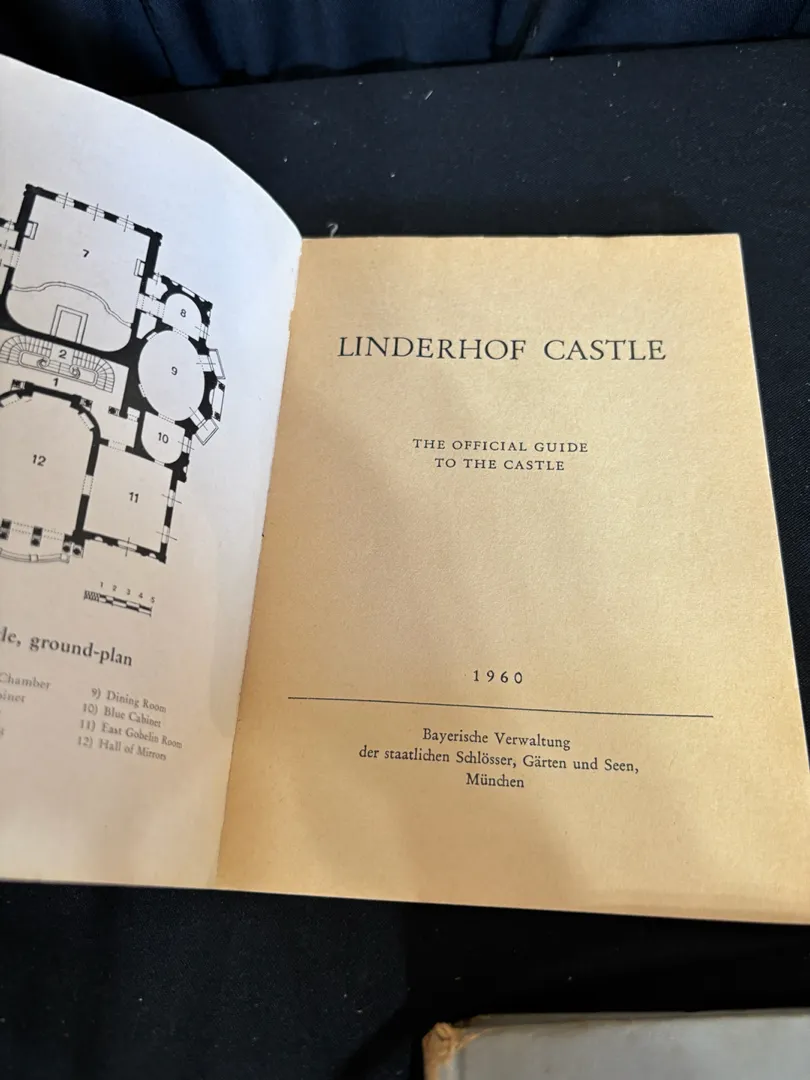 7
8
2
9
1
10
12
11
1 2 3 4 5
ground-plan
Chamber
9) Dining Room
10) Blue Cabinet
11) East Gobelin Room
12) Hall of Mirrors
LINDERHOF CASTLE
THE OFFICIAL GUIDE
TO THE CASTLE
1960
Bayerische Verwaltung
der staatlichen Schlösser, Gärten und Seen,
München